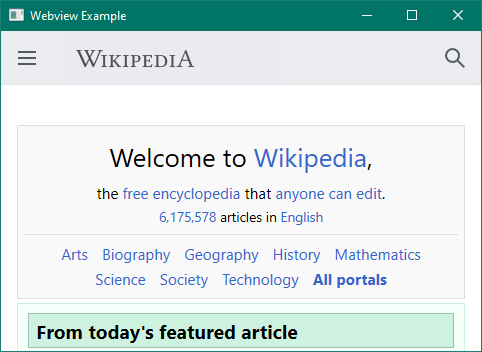 Webview Example
WIKIPEDIA
Welcome to Wikipedia,
the free encyclopedia that anyone can edit.
6,175,578 articles in English
Arts Biography Geography History Mathematics
Science Society Technology All portals
From today's featured article